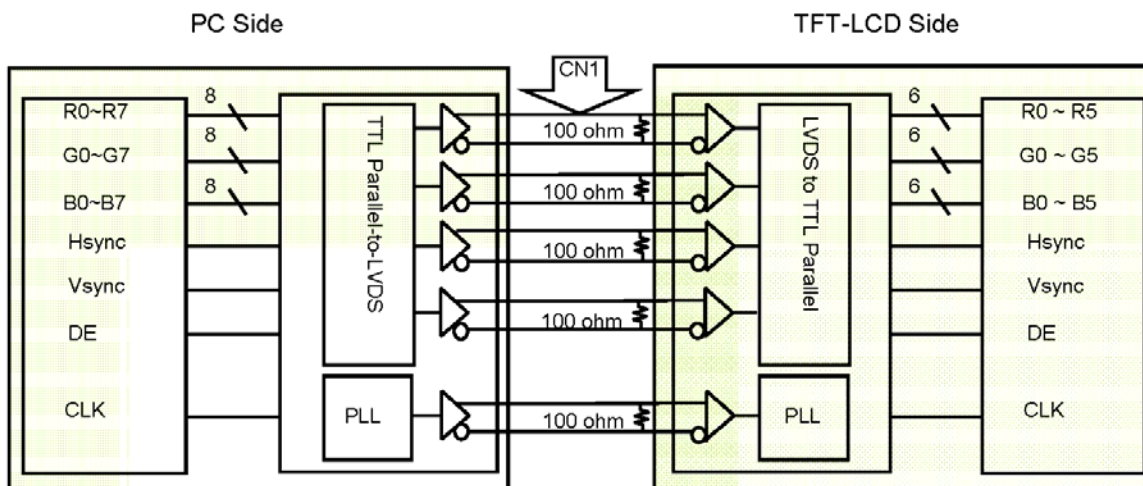 PC Side
TFT-LCD Side
CN1
R0~R7
8
G0~G7
8
B0~B7
8
Hsync
Vsync
DE
CLK
TTL Parallel-to-LVDS
PLL
100 ohm
100 ohm
100 ohm
100 ohm
100 ohm
LVDS to TTL Parallel
PLL
6
R0 ~ R5
6
G0 ~ G5
6
B0 ~ B5
Hsync
Vsync
DE
CLK